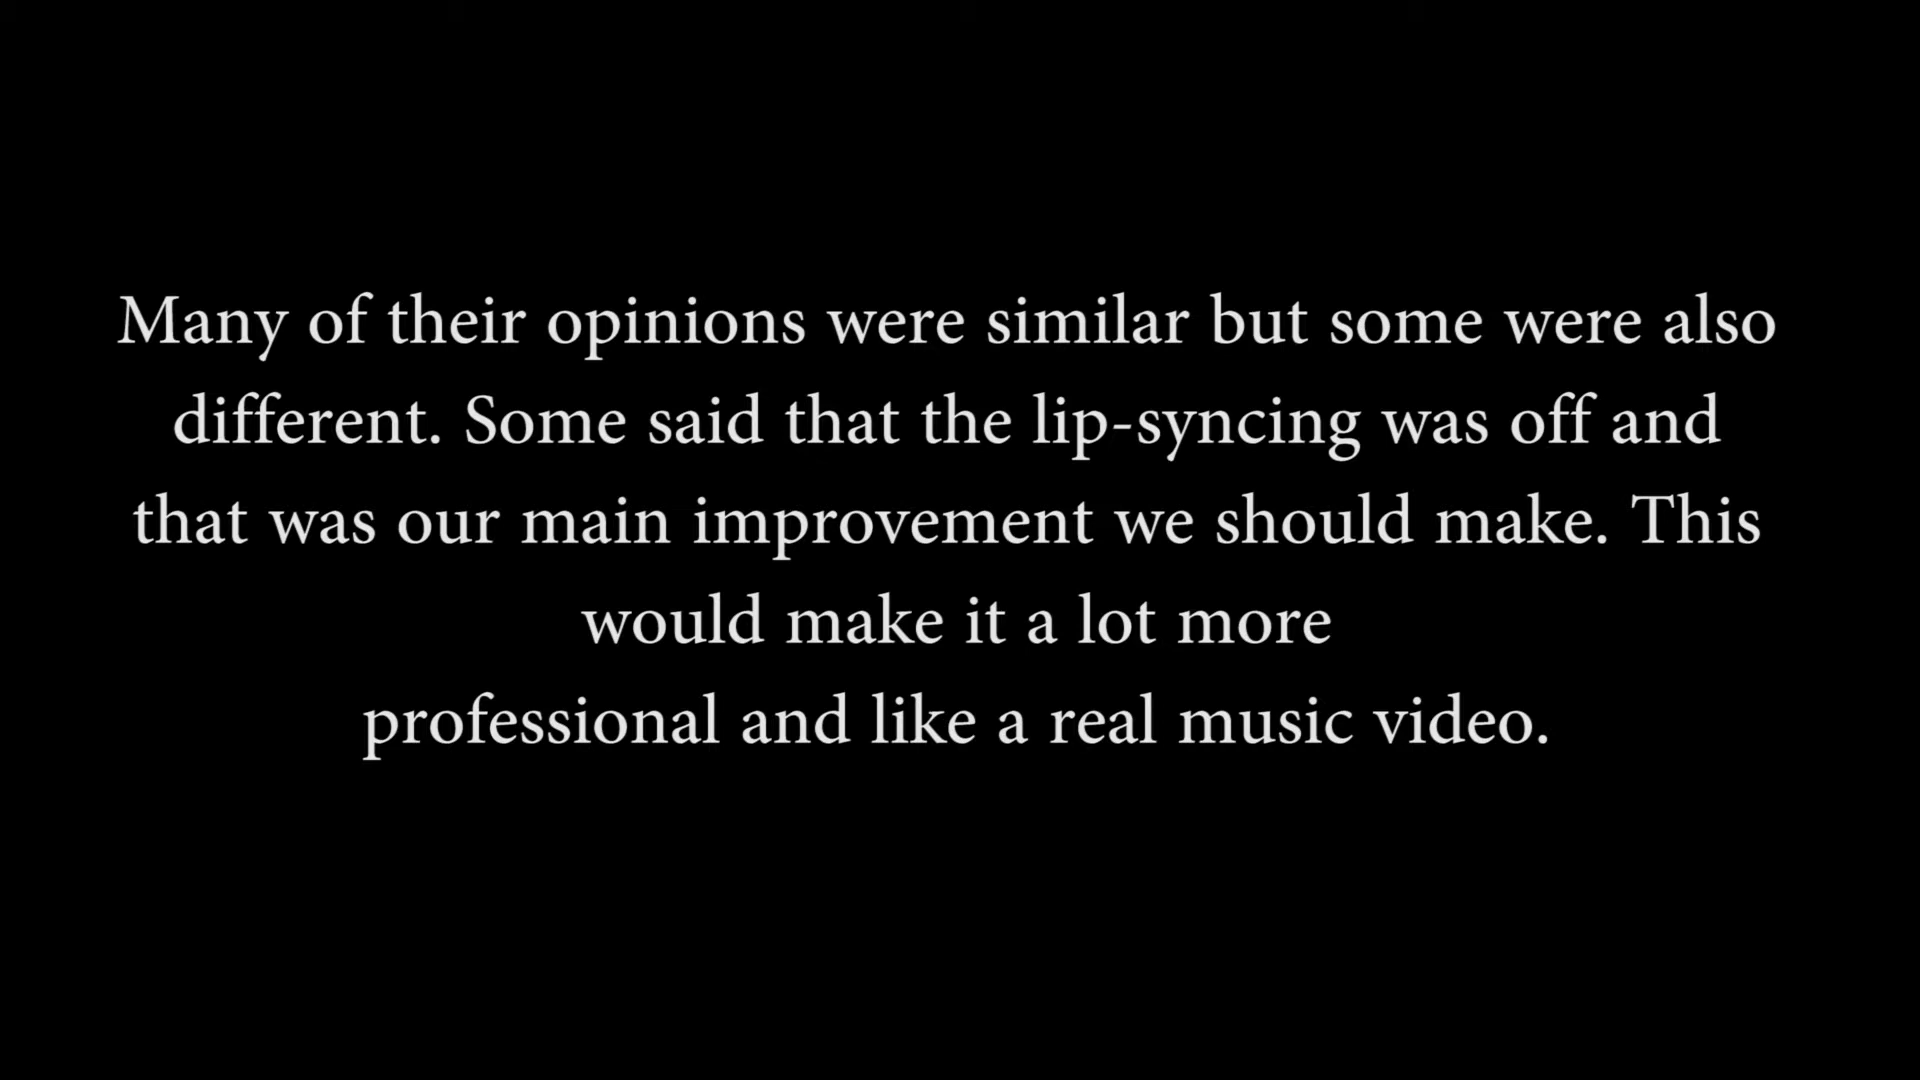 Many of their opinions were similar but some were also
different. Some said that the lip-syncing was off and
that was our main improvement we should make. This
would make it a lot more
professional and like a real music video.